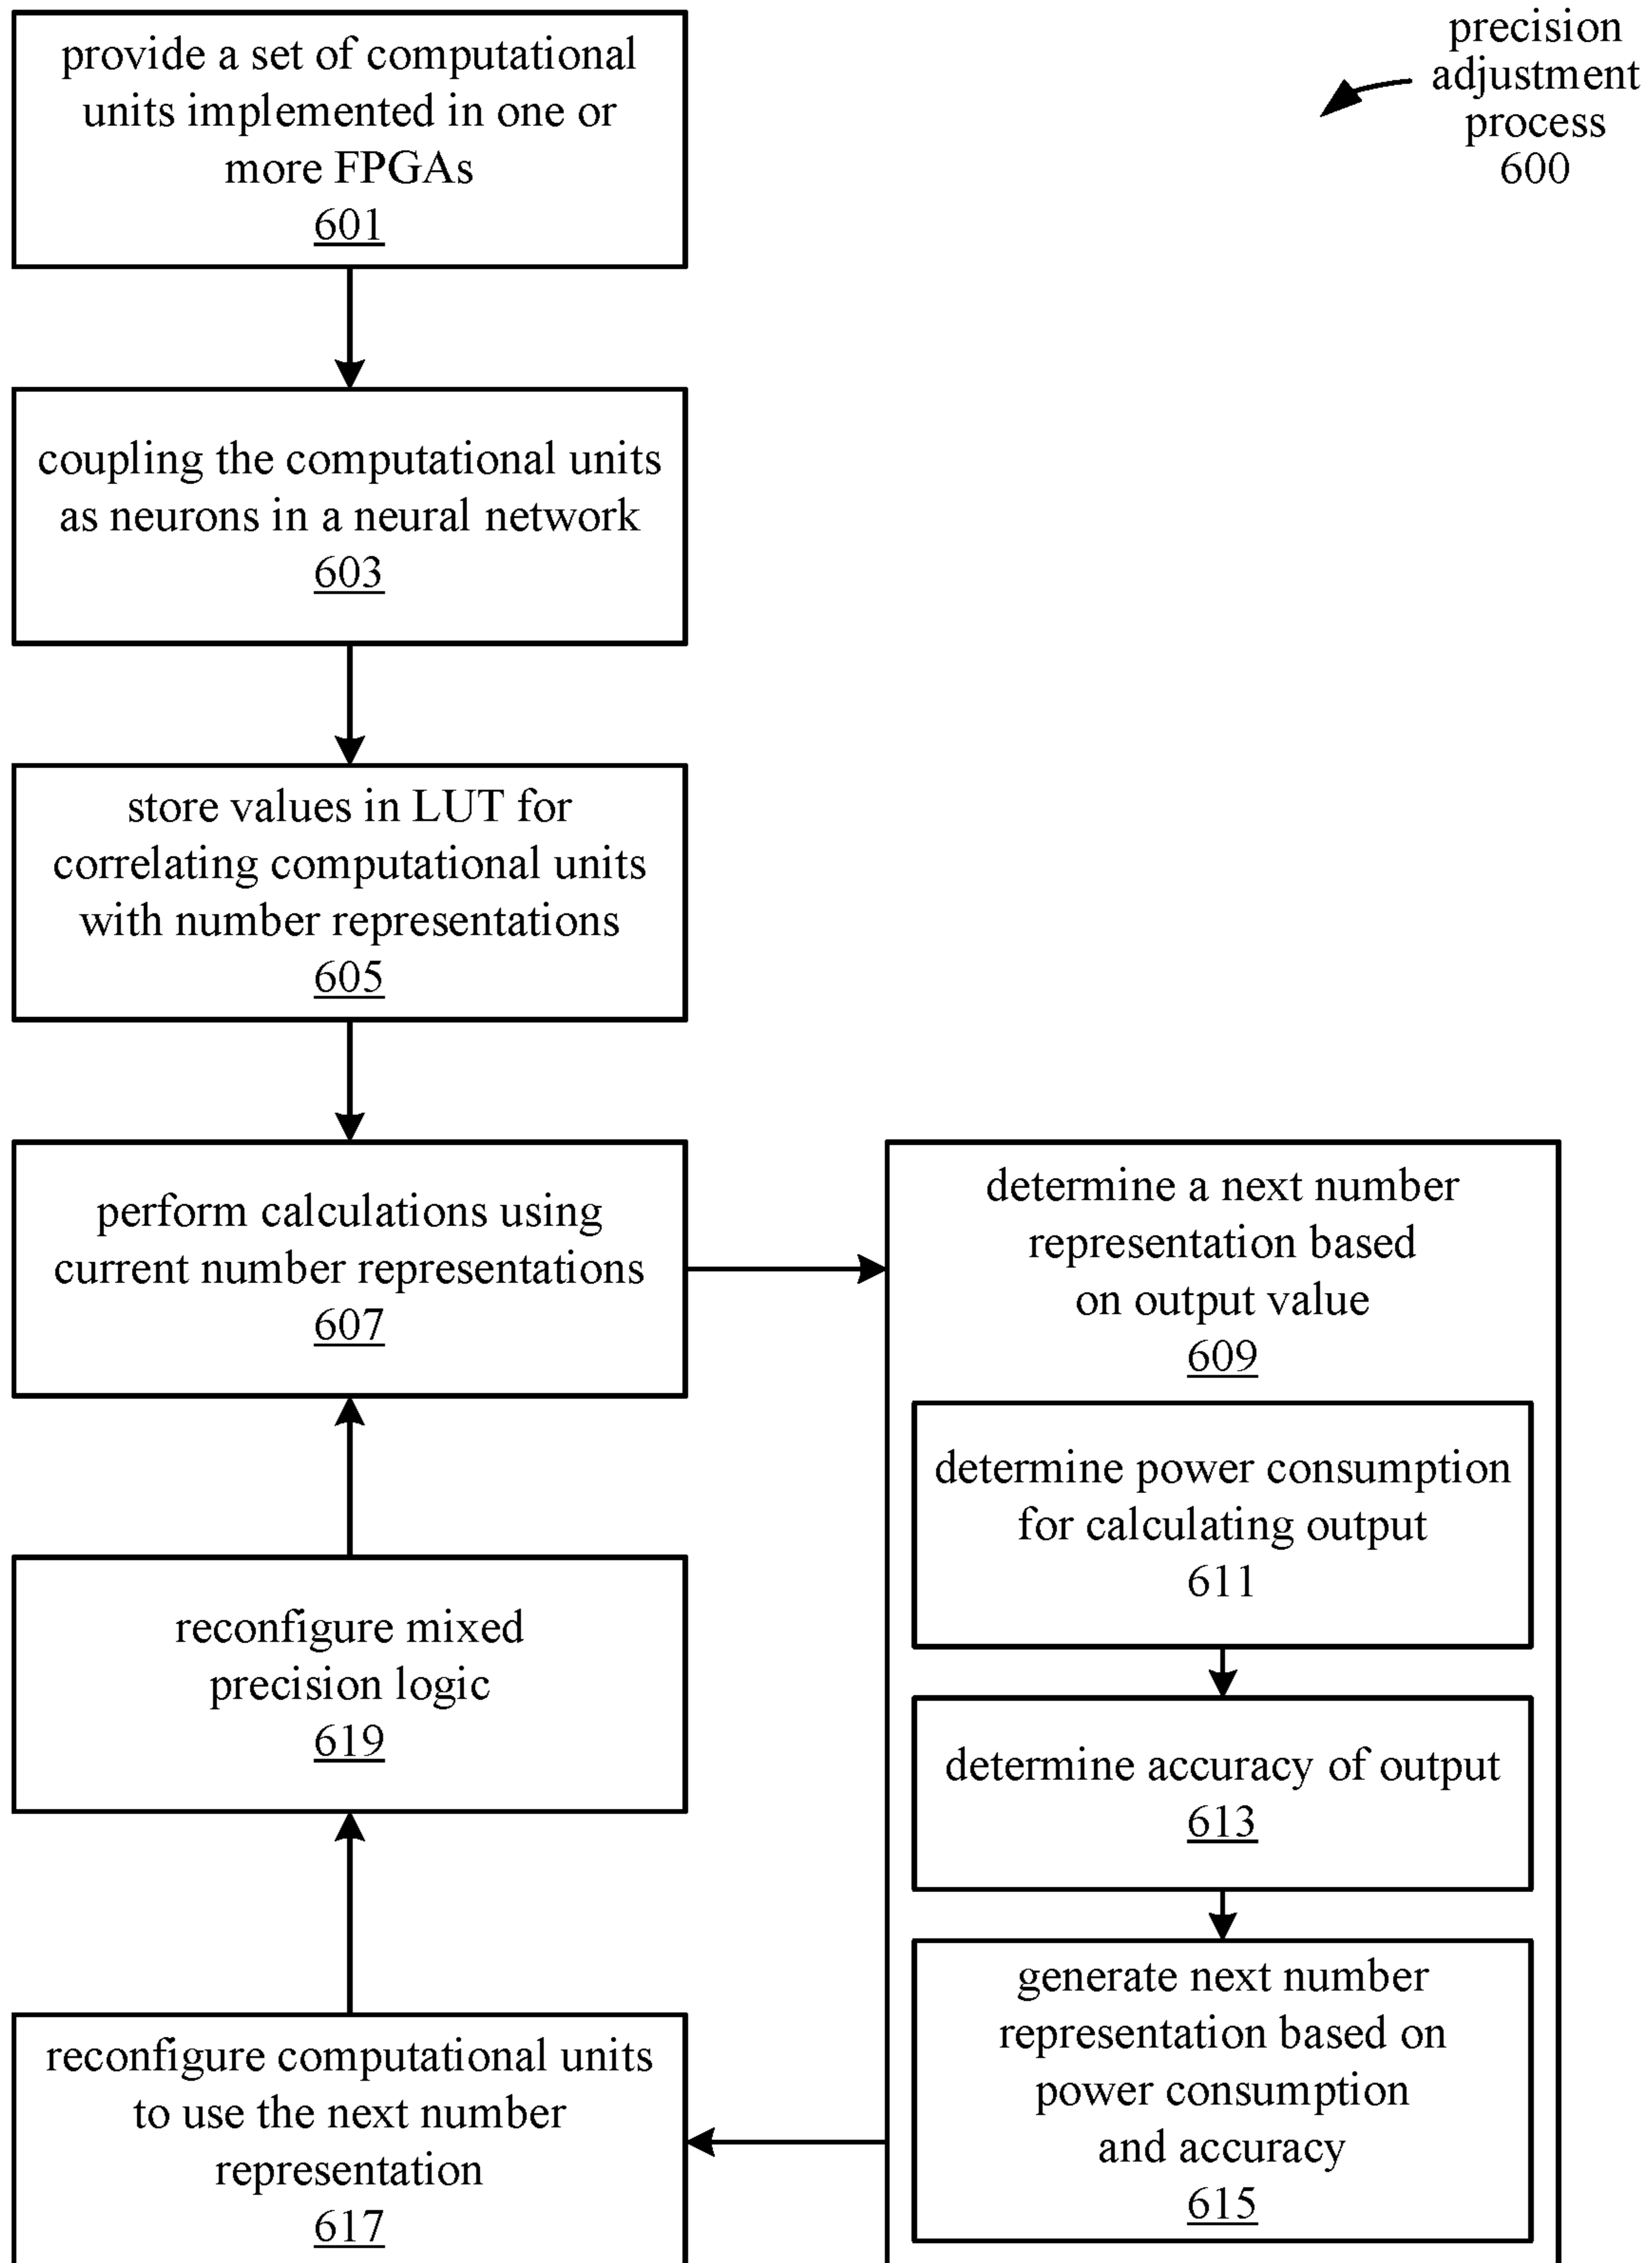 provide a set of computational
units implemented in one or
more FPGAs
601
precision
adjustment
process
600
coupling the computational units
as neurons in a neural network
603
store values in LUT for
correlating computational units
with number representations
605
perform calculations using
current number representations
607
determine a next number
representation based
on output value
609
determine power consumption
for calculating output
611
determine accuracy of output
613
generate next number
representation based on
power consumption
and accuracy
615
reconfigure computational units
to use the next number
representation
617
reconfigure mixed
precision logic
619